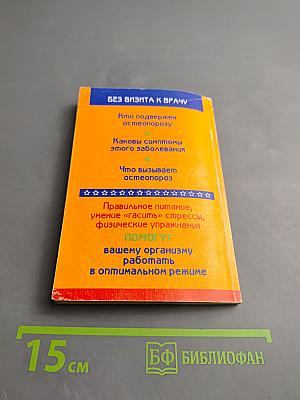 БЕЗ ВИЗИТА К ВРАЧУ
Кто подвержен
остеопорозу
Каковы симптомы
этого заболевания
Что вызывает
остеопороз
Правильное питание,
умение «гасить» стрессы,
физические упражнения
ПОМОГУТ
вашему организму
работать
в оптимальном режиме
15 см
БФ БИБЛИОФАН